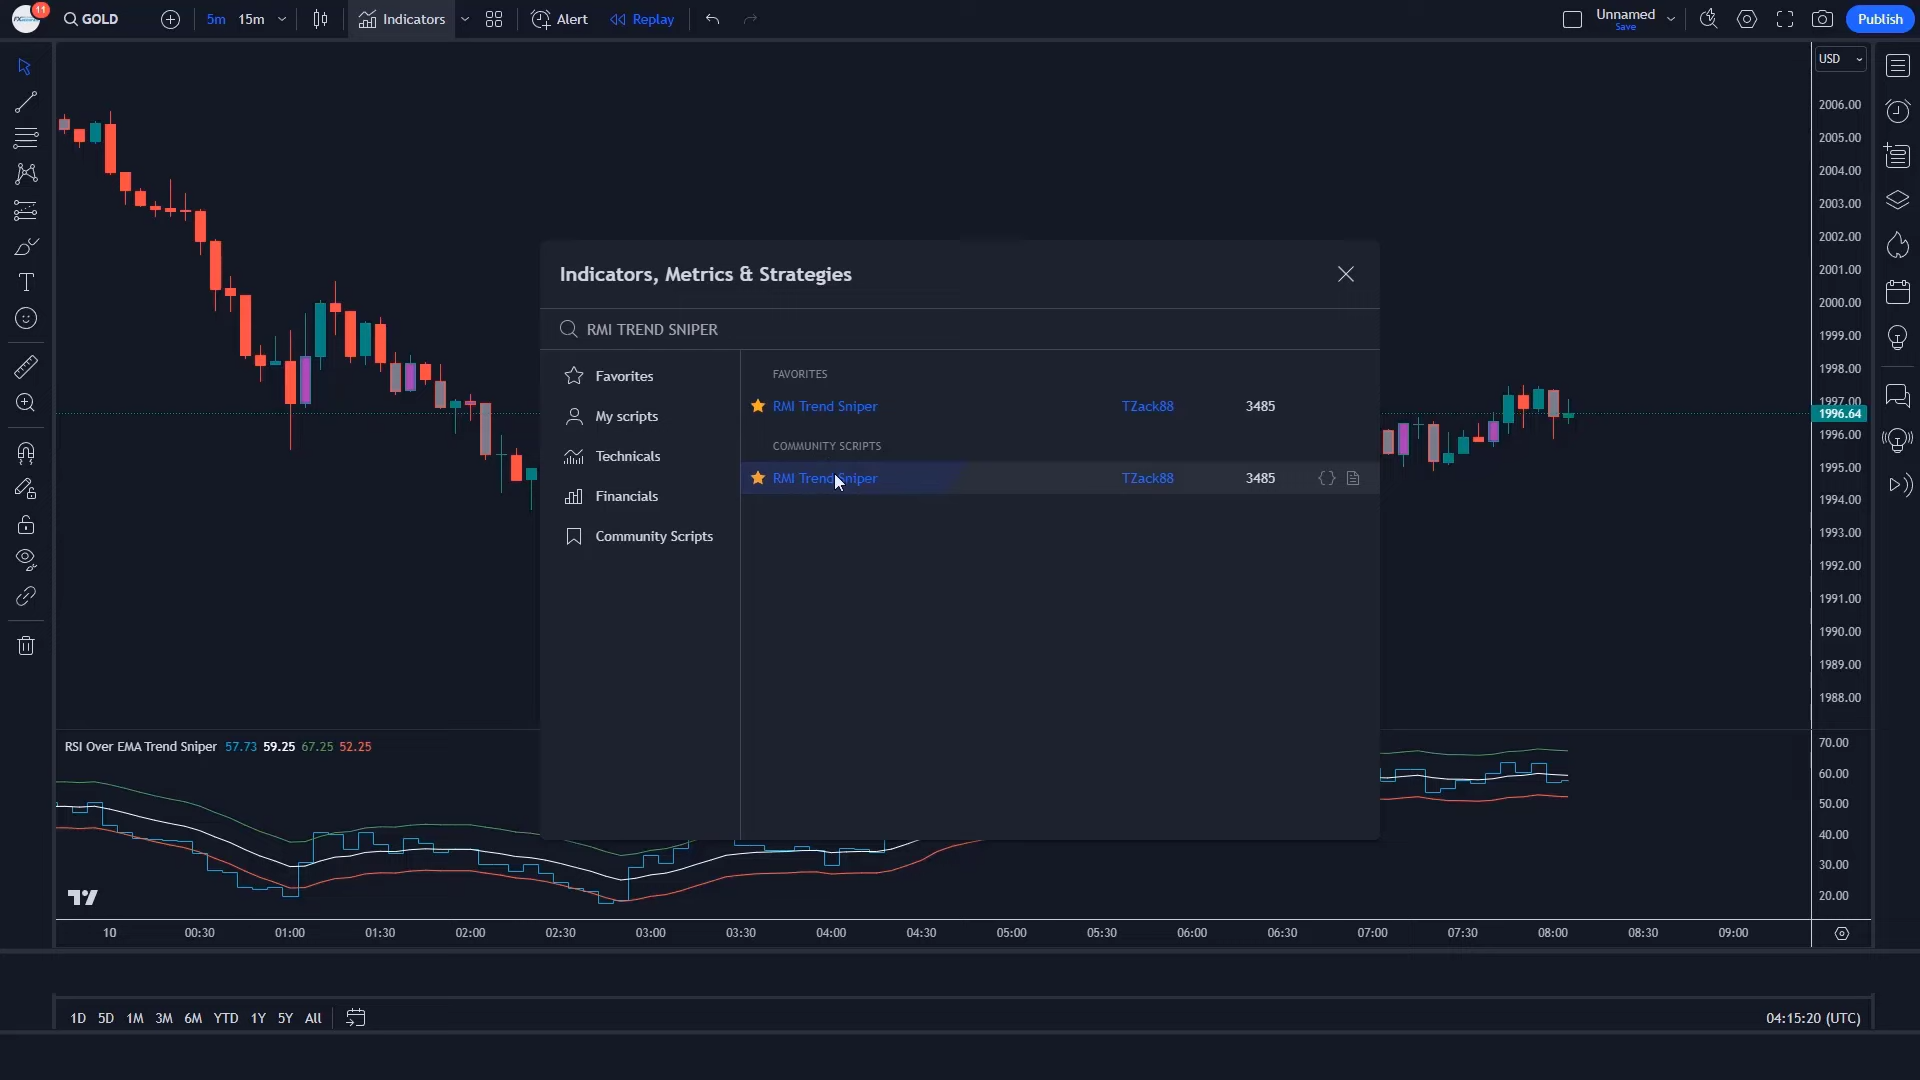 11
GOLD
5m 15m
Indicators
Alert
Replay
Unnamed
Save
Publish
USD
2006.00
2005.00
2004.00
2003.00
2002.00
2001.00
2000.00
1999.00
1998.00
1997.00
1996.64
1996.00
1995.00
1994.00
1993.00
1992.00
1991.00
1990.00
1989.00
1988.00
Indicators, Metrics & Strategies
RMI TREND SNIPER
Favorites
My scripts
Technicals
Financials
Community Scripts
FAVORITES
RMI Trend Sniper TZack88 3485
COMMUNITY SCRIPTS
RMI Trend Sniper TZack88 3485
RSI Over EMA Trend Sniper 57.73 59.25 67.25 52.25
70.00
60.00
50.00
40.00
30.00
20.00
10 00:30 01:00 01:30 02:00 02:30 03:00 03:30 04:00 04:30 05:00 05:30 06:00 06:30 07:00 07:30 08:00 08:30 09:00
1D 5D 1M 3M 6M YTD 1Y 5Y All
04:15:20 (UTC)